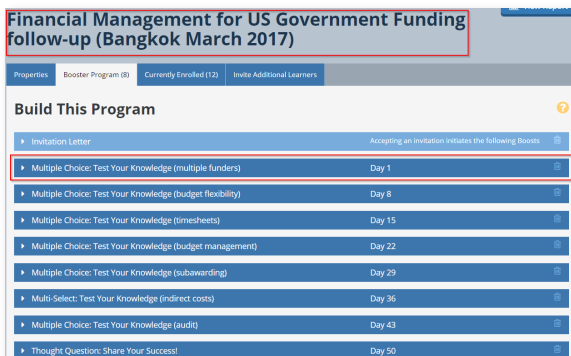 Financial Management for US Government Funding
follow-up (Bangkok March 2017)
Properties Booster Program (8) Currently Enrolled (12) Invite Additional Learners
Build This Program
?
Invitation Letter Accepting an invitation initiates the following Boosts
Multiple Choice: Test Your Knowledge (multiple funders) Day 1
Multiple Choice: Test Your Knowledge (budget flexibility) Day 8
Multiple Choice: Test Your Knowledge (timesheets) Day 15
Multiple Choice: Test Your Knowledge (budget management) Day 22
Multiple Choice: Test Your Knowledge (subawarding) Day 29
Multi-Select: Test Your Knowledge (indirect costs) Day 36
Multiple Choice: Test Your Knowledge (audit) Day 43
Thought Question: Share Your Success! Day 50